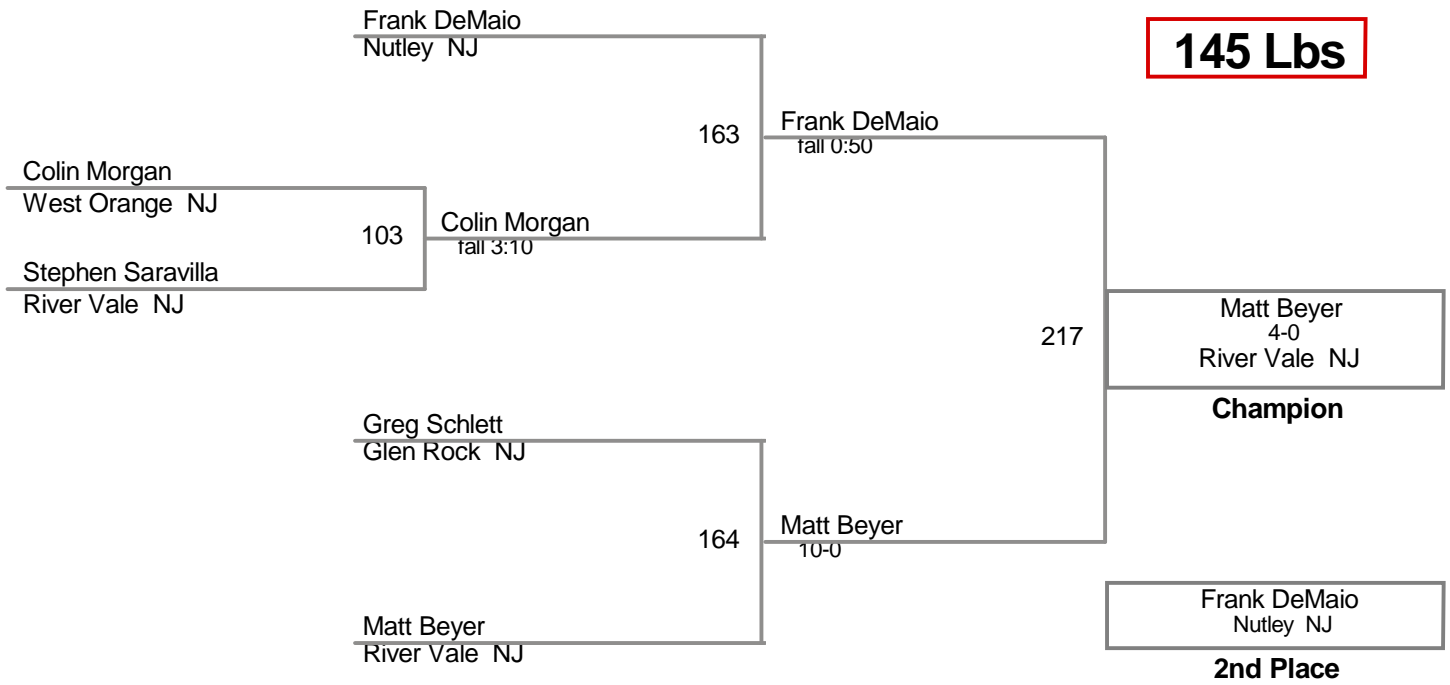 Frank DeMaio
Nutley NJ
145 Lbs
163
Frank DeMaio
fall 0:50
Colin Morgan
West Orange NJ
103
Colin Morgan
fall 3:10
Stephen Saravilla
River Vale NJ
217
Matt Beyer
4-0
River Vale NJ
Champion
Greg Schlett
Glen Rock NJ
164
Matt Beyer
10-0
Matt Beyer
River Vale NJ
Frank DeMaio
Nutley NJ
2nd Place